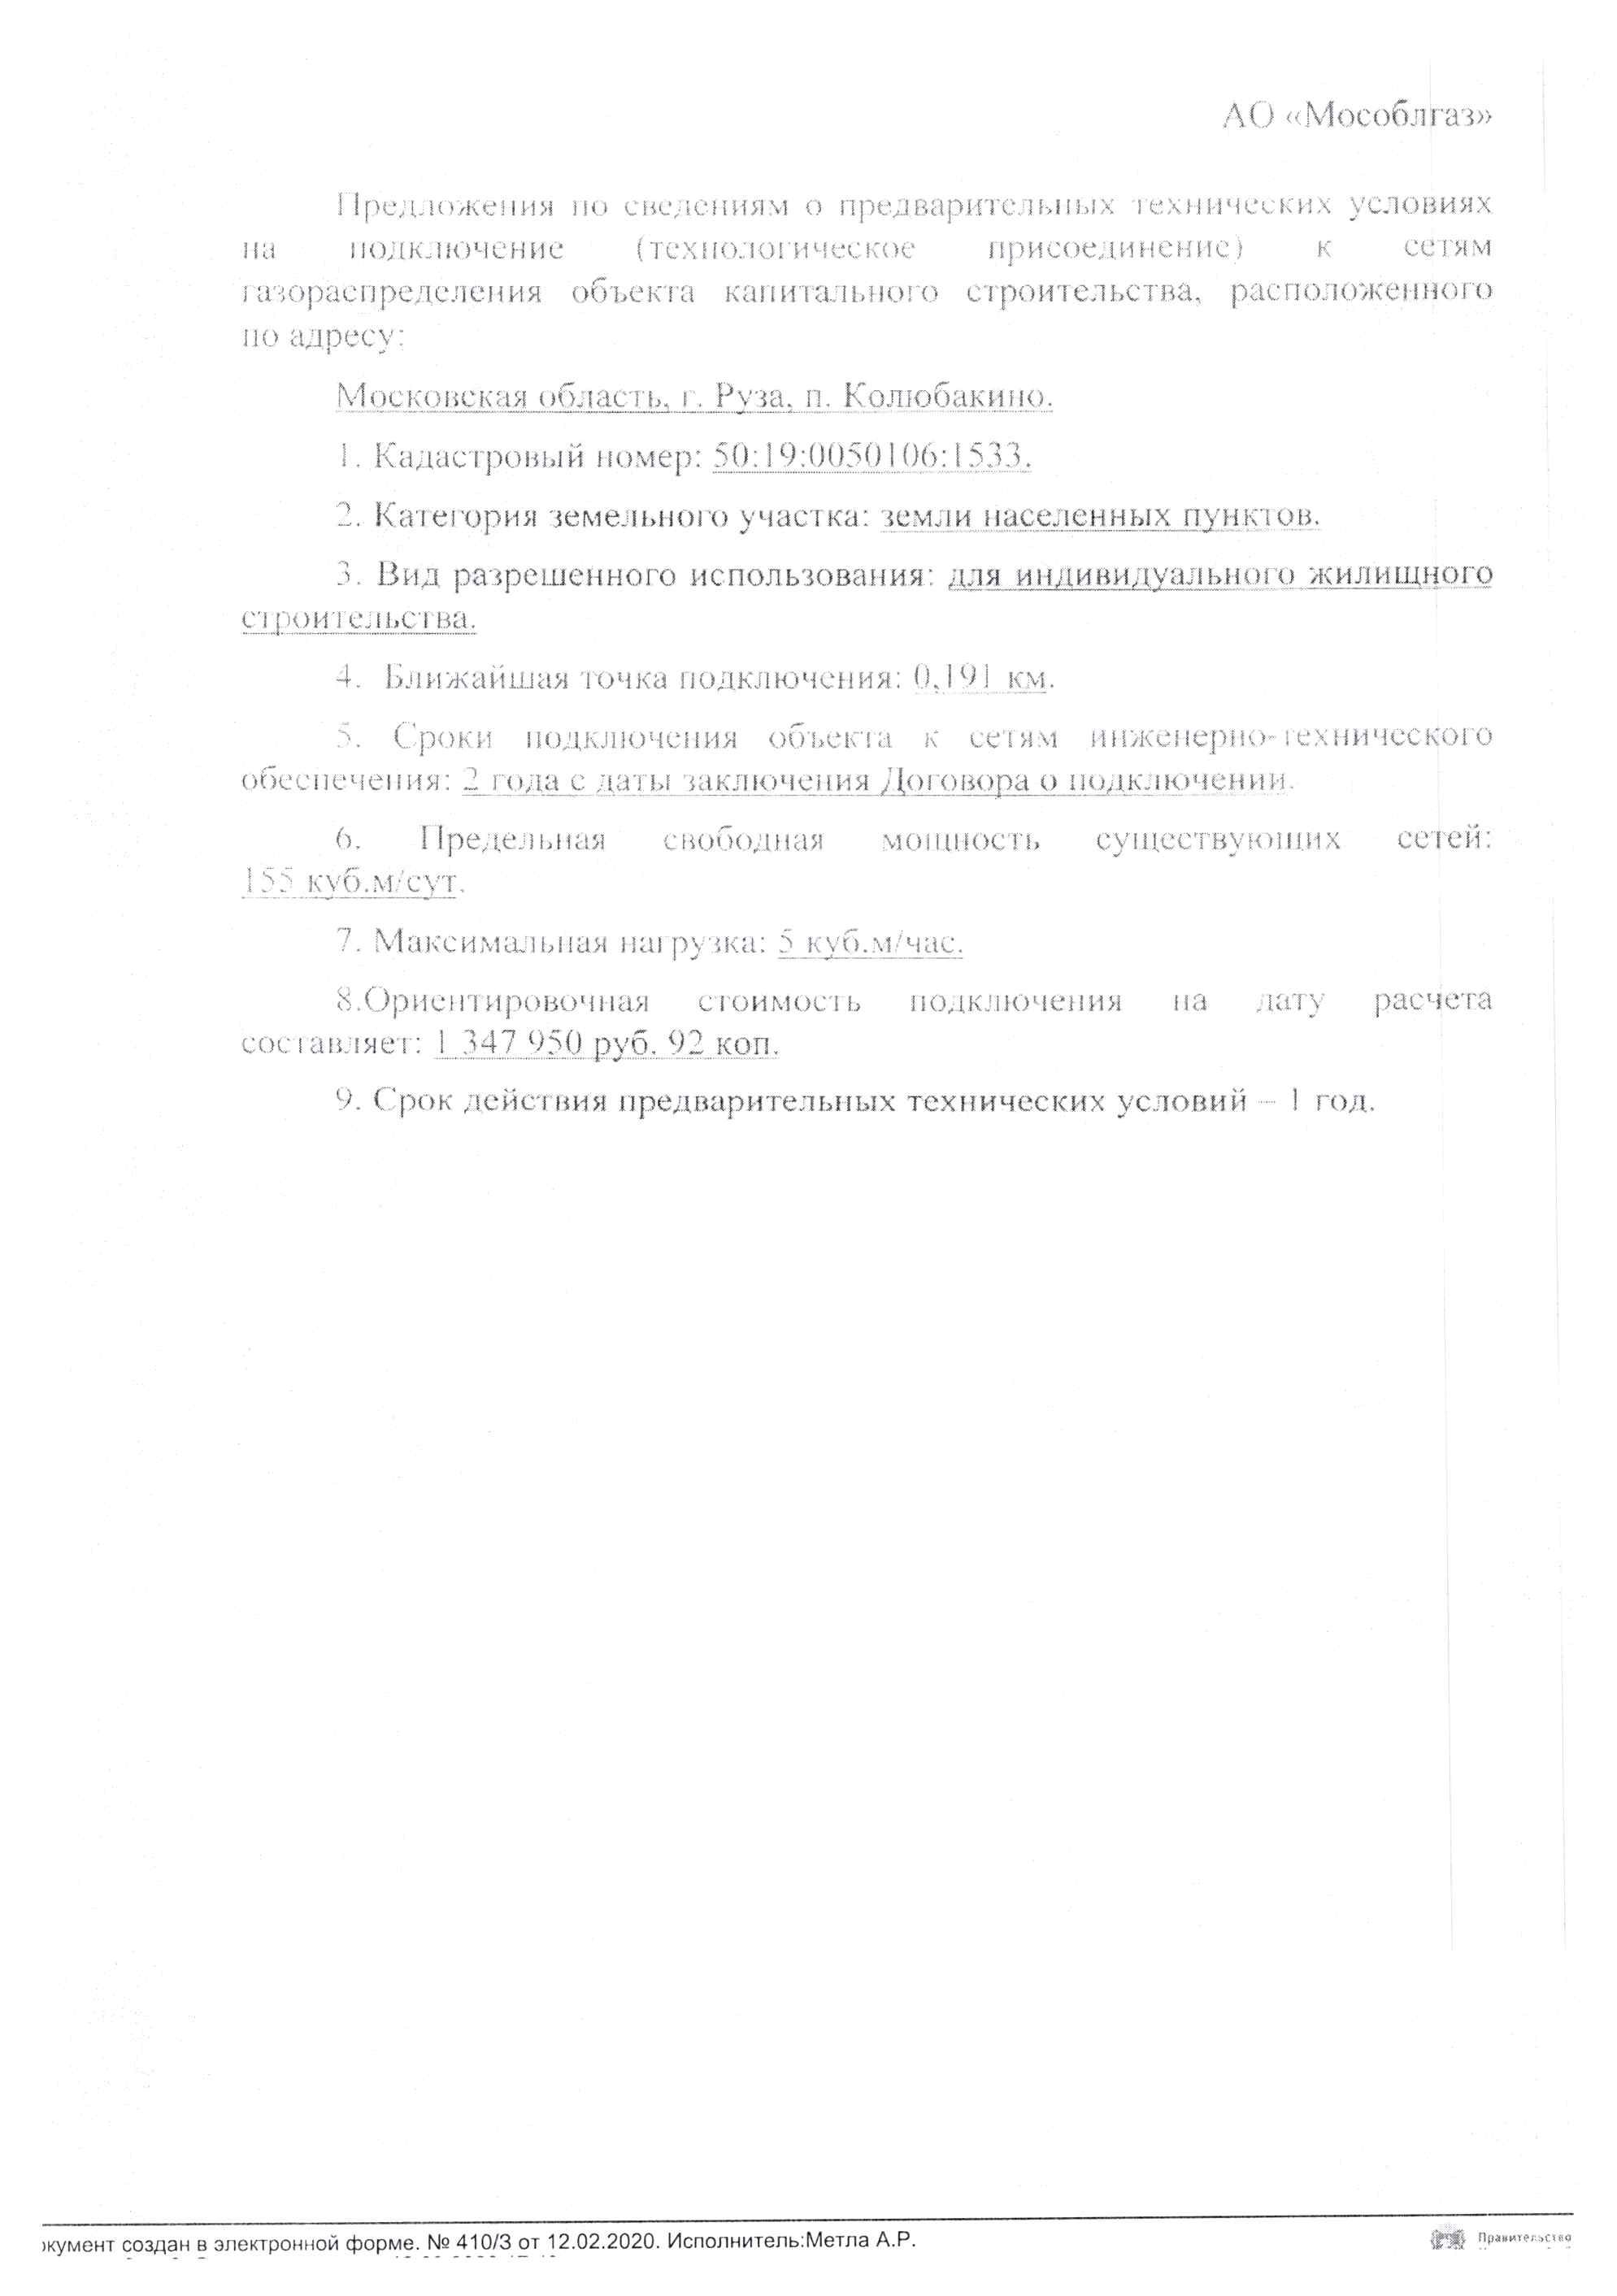 АО «Мособлгаз»
Предложения по сведениям о предварительных технических условиях
на подключение (технологическое присоединение) к сетям
газораспределения объекта капитального строительства, расположенного
по адресу:
Московская область, г. Руза, п. Колюбакино.
1. Кадастровый номер: 50:19:0050106:1533.
2. Категория земельного участка: земли населенных пунктов.
3. Вид разрешенного использования: для индивидуального жилищного
строительства.
4. Ближайшая точка подключения: 0,191 км.
5. Сроки подключения объекта к сетям инженерно-технического
обеспечения: 2 года с даты заключения Договора о подключении.
6. Предельная свободная мощность существующих сетей:
155 куб.м/сут.
7. Максимальная нагрузка: 5 куб.м/час.
8.Ориентировочная стоимость подключения на дату расчета
составляет: 1 347 950 руб. 92 коп.
9. Срок действия предварительных технических условий – 1 год.
окумент создан в электронной форме. № 410/3 от 12.02.2020. Исполнитель:Метла А.Р.
Правительство